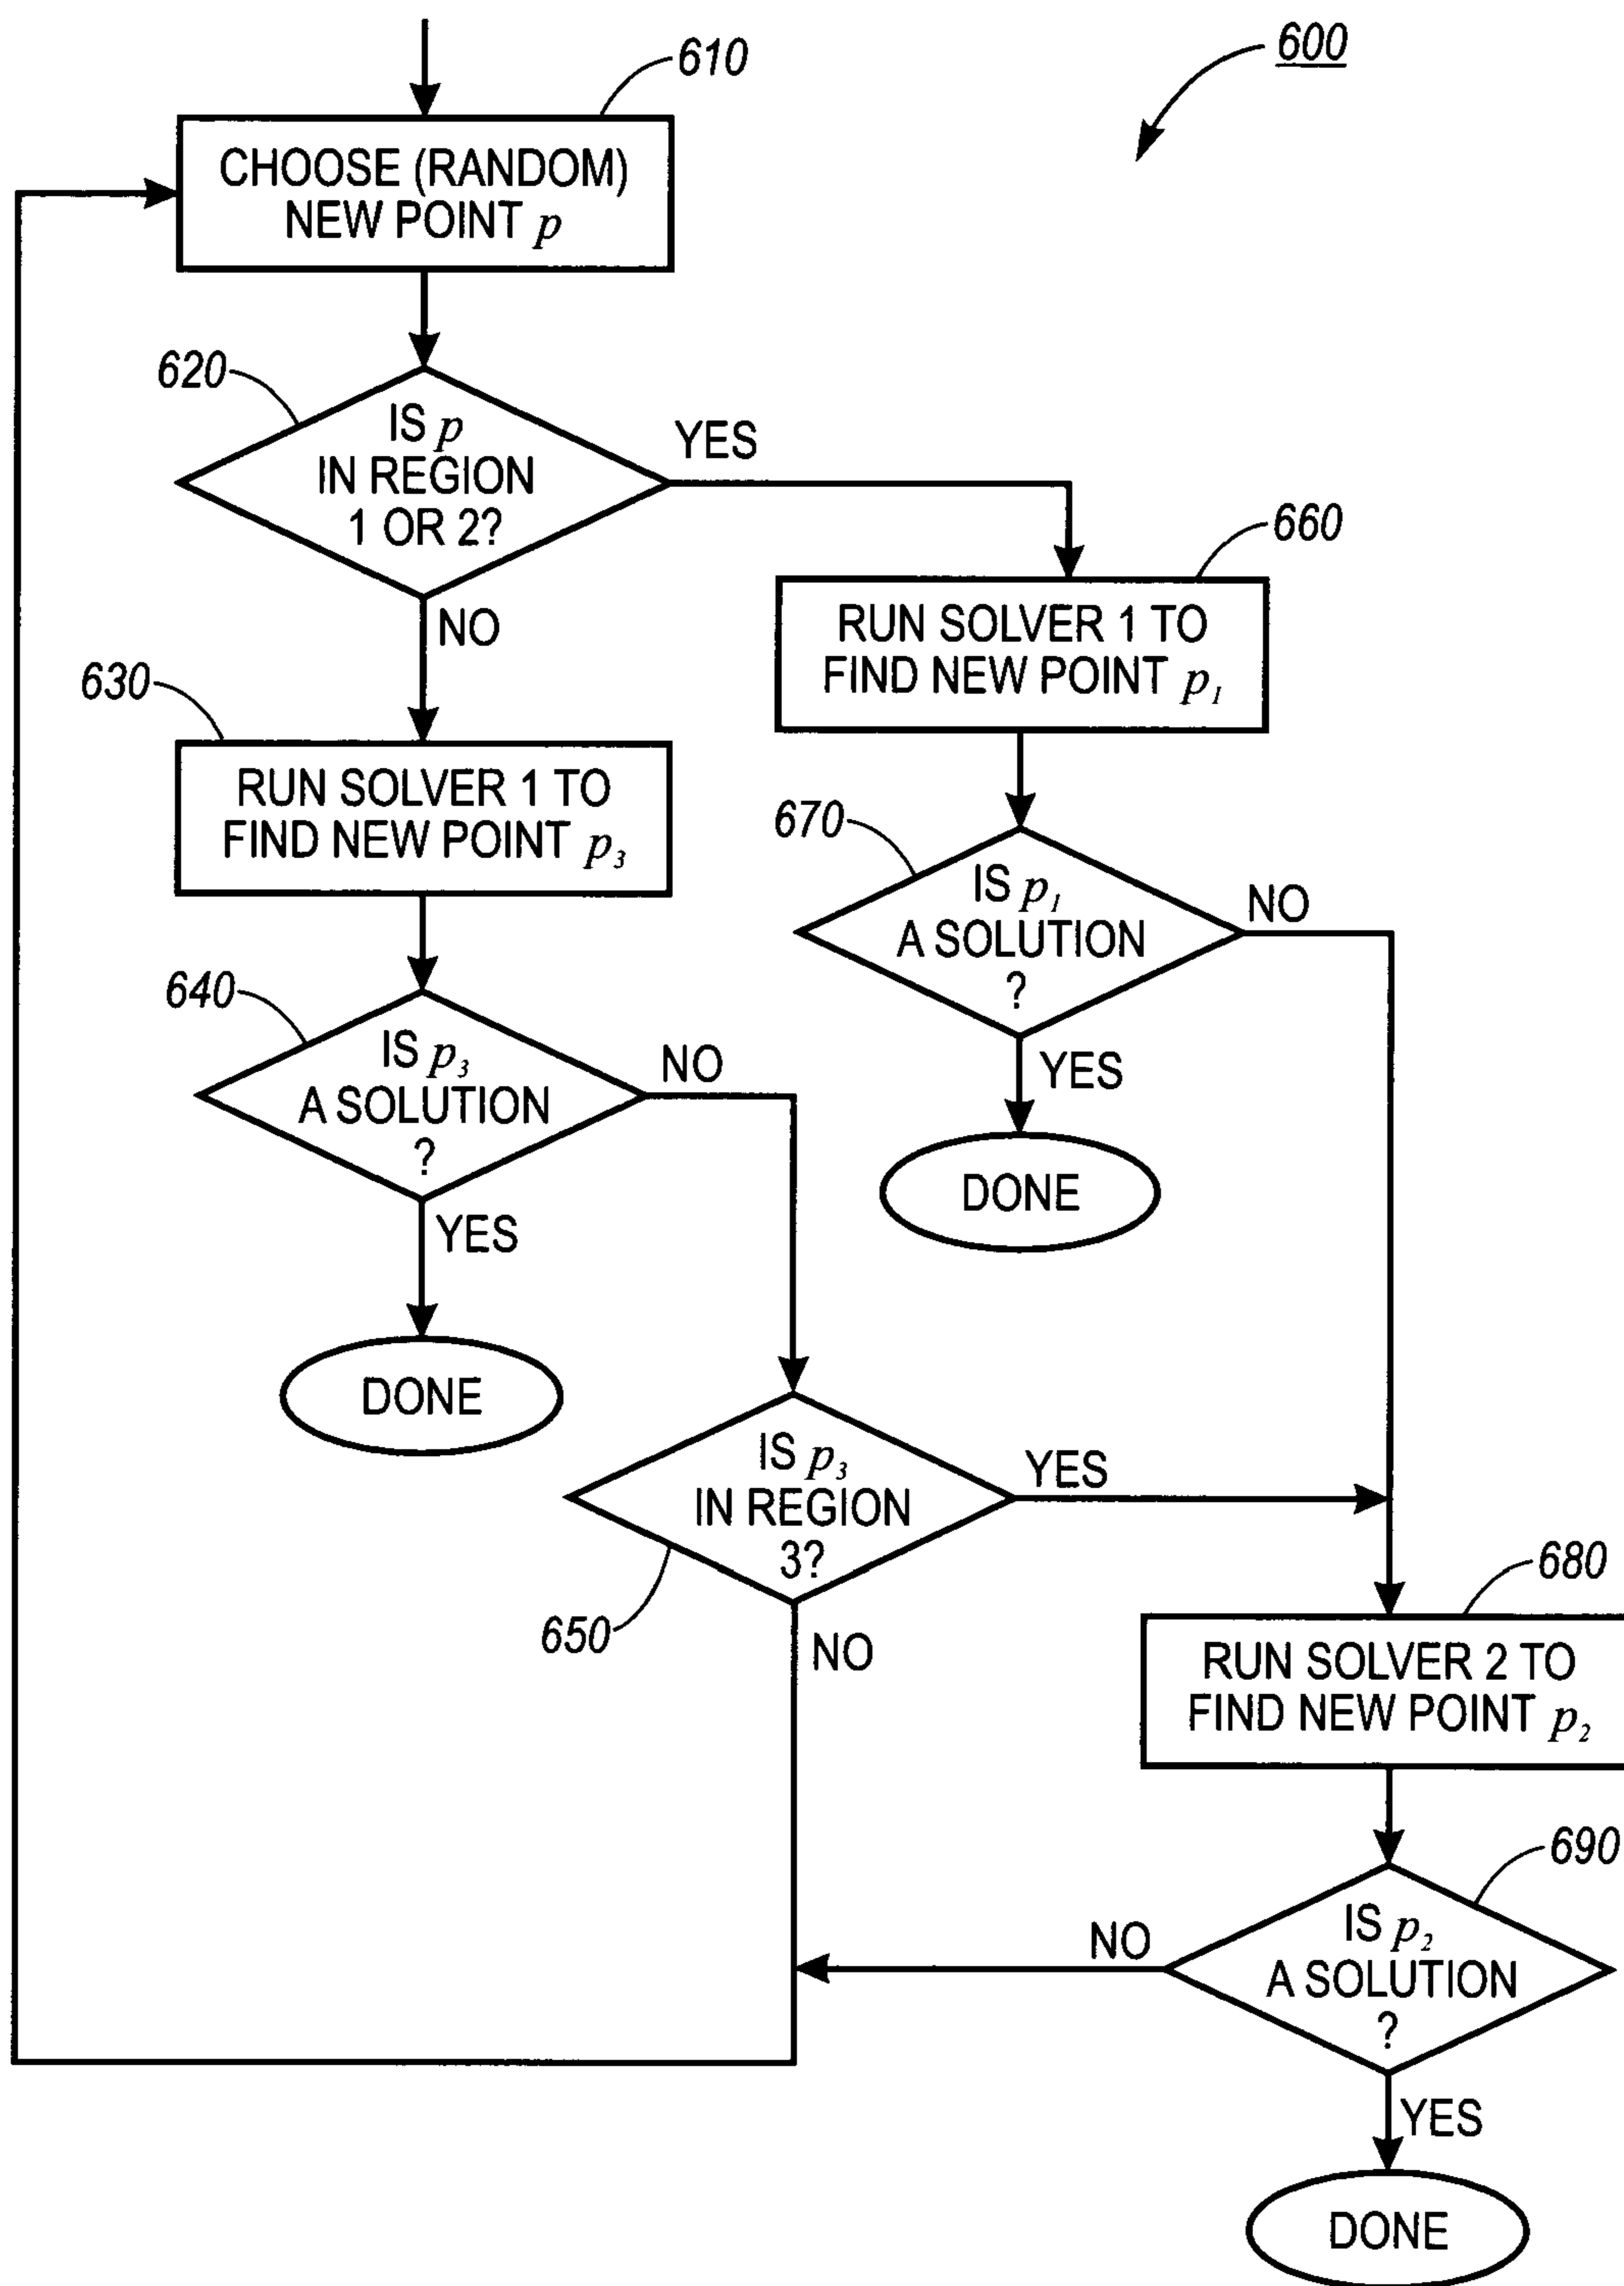 600
610
CHOOSE (RANDOM)
NEW POINT p
620
IS p
IN REGION
1 OR 2?
YES
NO
660
RUN SOLVER 1 TO
FIND NEW POINT p₁
630
RUN SOLVER 1 TO
FIND NEW POINT p₃
670
IS p₁
A SOLUTION
?
NO
YES
DONE
640
IS p₃
A SOLUTION
?
NO
YES
DONE
IS p₃
IN REGION
3?
YES
650
NO
680
RUN SOLVER 2 TO
FIND NEW POINT p₂
690
IS p₂
A SOLUTION
?
NO
YES
DONE